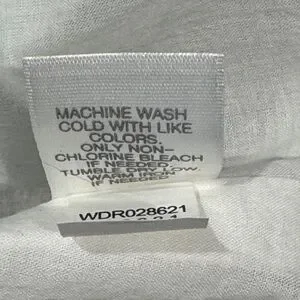 MACHINE WASH
COLD WITH LIKE
COLORS.
ONLY NON-
CHLORINE BLEACH
IF NEEDED.
TUMBLE DRY LOW.
WARM IRON
IF NEEDED
WDR028621